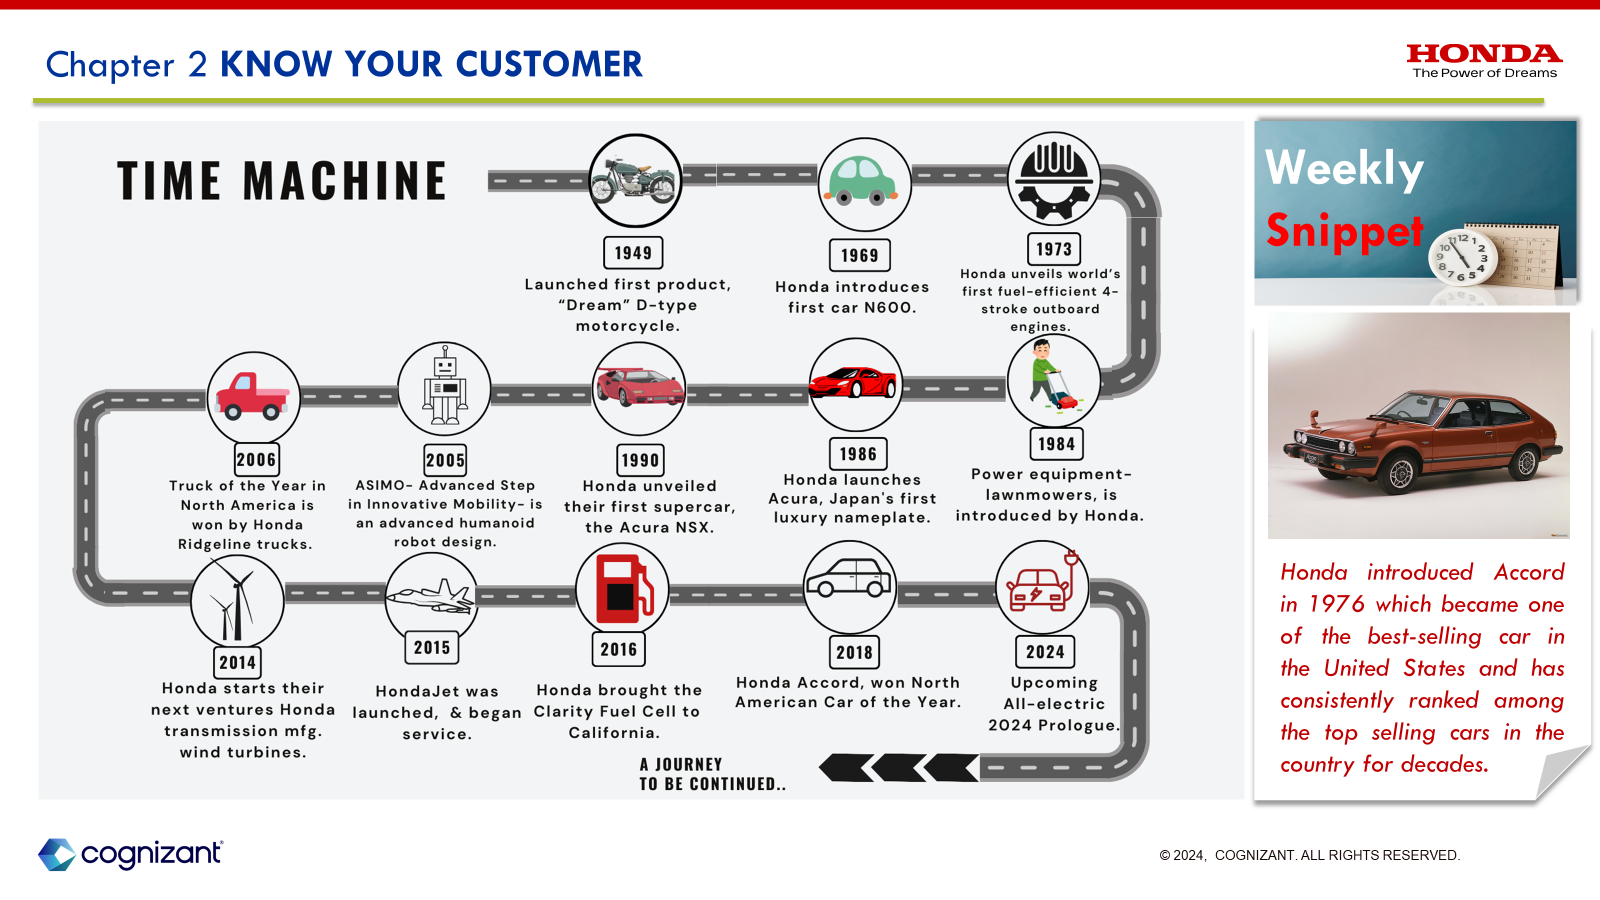 Chapter 2 KNOW YOUR CUSTOMER
HONDA
The Power of Dreams
TIME MACHINE
1949
Launched first product,
“Dream” D-type
motorcycle.
1969
Honda introduces
first car N600.
1973
Honda unveils world’s
first fuel-efficient 4-
stroke outboard
engines.
2006
Truck of the Year in
North America is
won by Honda
Ridgeline trucks.
2005
ASIMO- Advanced Step
in Innovative Mobility- is
an advanced humanoid
robot design.
1990
Honda unveiled
their first supercar,
the Acura NSX.
1986
Honda launches
Acura, Japan's first
luxury nameplate.
1984
Power equipment-
lawnmowers, is
introduced by Honda.
2014
Honda starts their
next ventures Honda
transmission mfg.
wind turbines.
2015
HondaJet was
launched,  & began
service.
2016
Honda brought the
Clarity Fuel Cell to
California.
2018
Honda Accord, won North
American Car of the Year.
2024
Upcoming
All-electric
2024 Prologue.
A JOURNEY
TO BE CONTINUED..
Weekly
Snippet
Honda introduced Accord
in 1976 which became one
of the best-selling car in
the United States and has
consistently ranked among
the top selling cars in the
country for decades.
cognizant
© 2024,  COGNIZANT. ALL RIGHTS RESERVED.